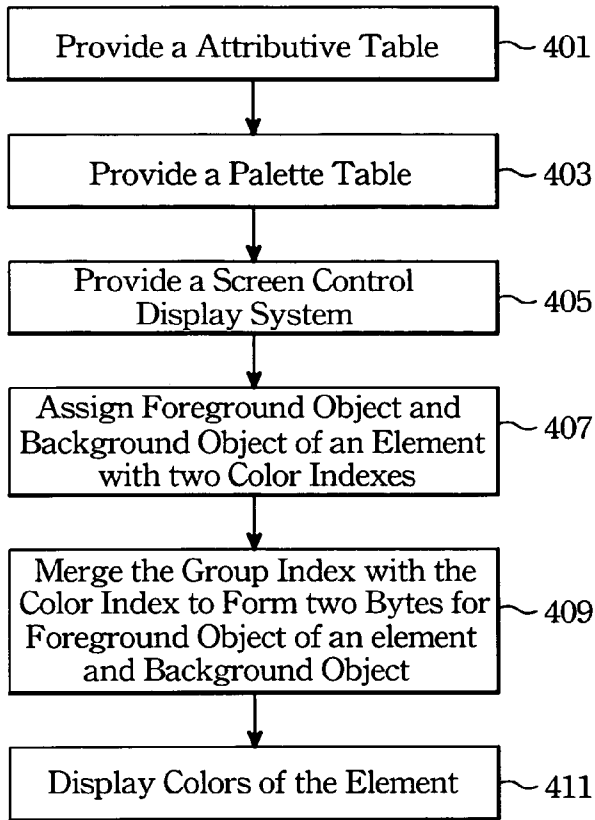 Provide a Attributive Table
401
Provide a Palette Table
403
Provide a Screen Control
Display System
405
Assign Foreground Object and
Background Object of an Element
with two Color Indexes
407
Merge the Group Index with the
Color Index to Form two Bytes for
Foreground Object of an element
and Background Object
409
Display Colors of the Element
411